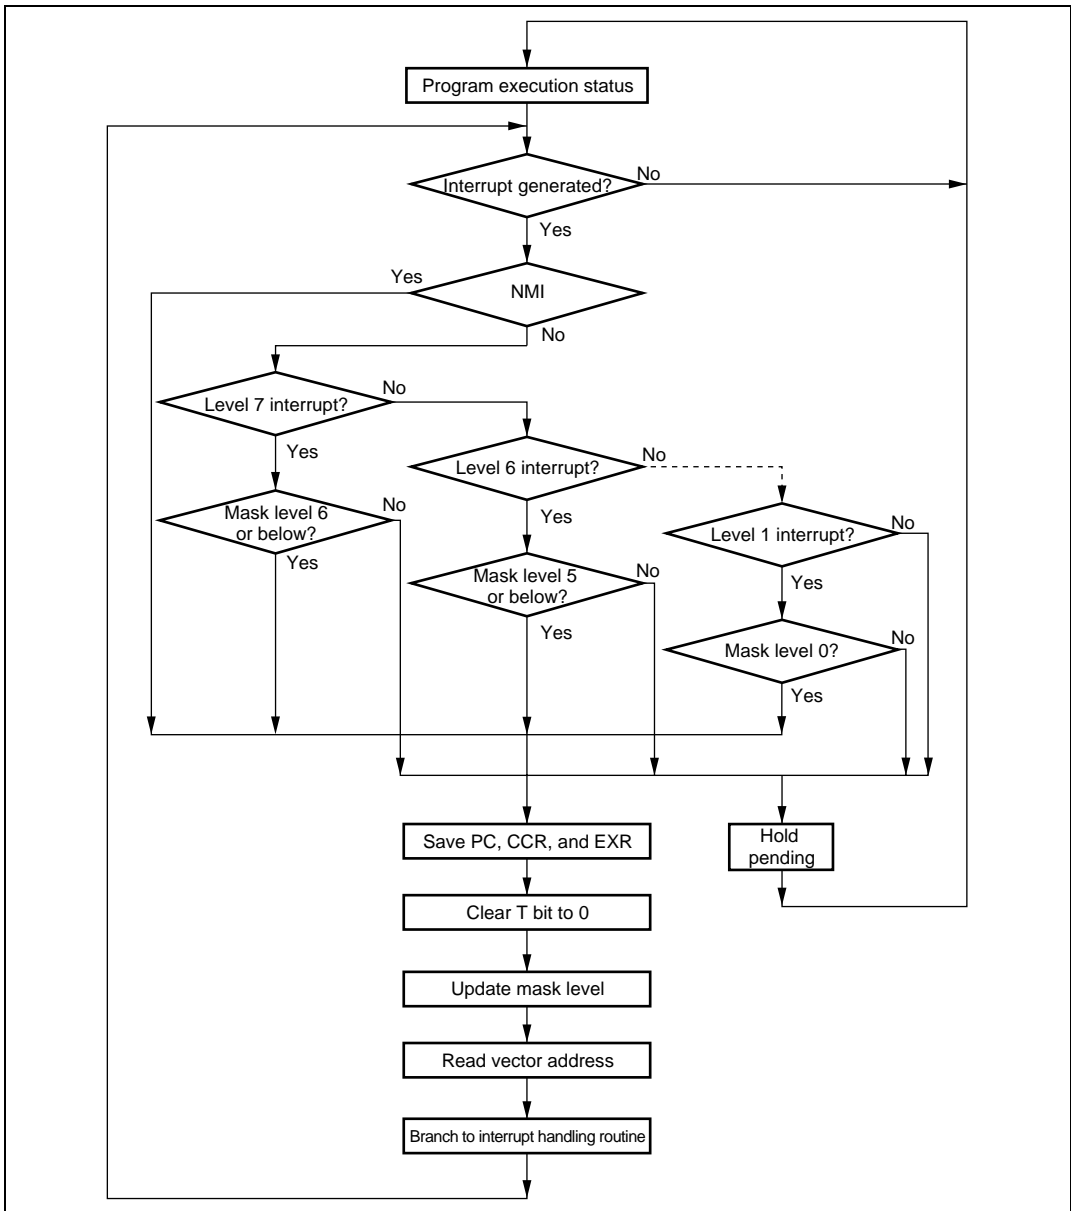 Program execution status
Interrupt generated?
No
Yes
Yes
NMI
No
Level 7 interrupt?
No
Yes
Level 6 interrupt?
No
Mask level 6
or below?
No
Yes
Yes
Level 1 interrupt?
No
Mask level 5
or below?
No
Yes
Yes
Mask level 0?
No
Yes
Save PC, CCR, and EXR
Hold
pending
Clear T bit to 0
Update mask level
Read vector address
Branch to interrupt handling routine